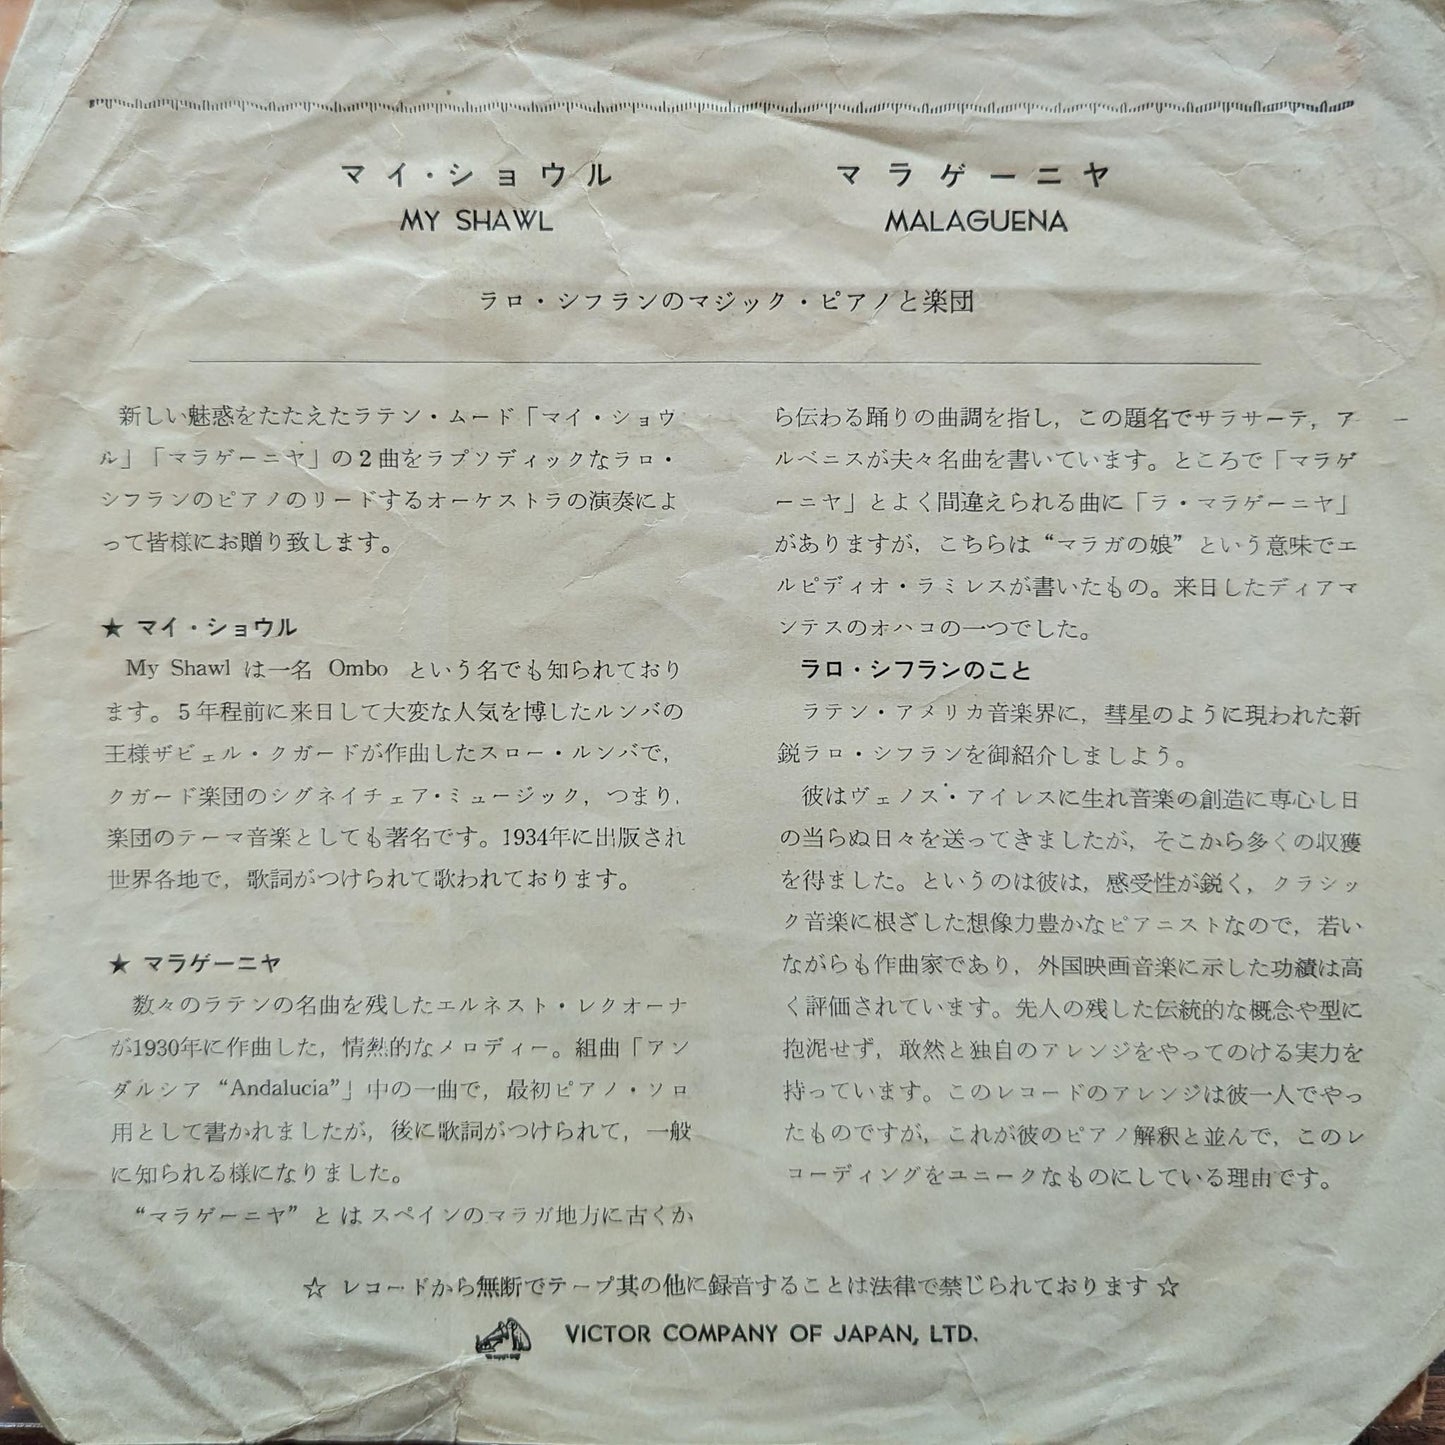 マイ・ショウル
MY SHAWL
マラゲーニヤ
MALAGUENA
ラロ・シフランのマジック・ピアノと楽団
新しい魅惑をたたえたラテン・ムード「マイ・ショウ
ル」「マラゲーニヤ」の2曲をラプソディックなラロ・
シフランのピアノのリードするオーケストラの演奏によ
って皆様にお贈り致します。
★ マイ・ショウル
My Shawl は一名 Ombo という名でも知られており
ます。5年程前に来日して大変な人気を博したルンバの
王様ザビェル・クガードが作曲したスロー・ルンバで,
クガード楽団のシグネイチェア・ミュージック, つまり,
楽団のテーマ音楽としても著名です。1934年に出版され
世界各地で, 歌詞がつけられて歌われております。
★ マラゲーニヤ
数々のラテンの名曲を残したエルネスト・レクオーナ
が1930年に作曲した, 情熱的なメロディー。組曲「アン
ダルシア “Andalucia”」中の一曲で, 最初ピアノ・ソロ
用として書かれましたが, 後に歌詞がつけられて, 一般
に知られる様になりました。
“マラゲーニヤ” とは スペインのマラガ地方に古くか
ら伝わる踊りの曲調を指し, この題名でサラサーテ, ア
ルベニスが夫々名曲を書いています。ところで「マラゲ
ーニヤ」とよく間違えられる曲に「ラ・マラゲーニヤ」
がありますが, こちらは “マラガの娘” という意味でエ
ルピディオ・ラミレスが書いたもの。来日したディアマ
ンテスのオハコの一つでした。
ラロ・シフランのこと
ラテン・アメリカ音楽界に, 彗星のように現われた新
鋭ラロ・シフランを御紹介しましよう。
彼はヴェノス・アイレスに生れ音楽の創造に専心し日
の当らぬ日々を送ってきましたが, そこから多くの収獲
を得ました。というのは彼は, 感受性が鋭く, クラシッ
ク音楽に根ざした想像力豊かなピアニストなので, 若い
ながらも作曲家であり, 外国映画音楽に示した功績は高
く評価されています。先人の残した伝統的な概念や型に
抱泥せず, 敢然と独自のアレンジをやってのける実力を
持っています。このレコードのアレンジは彼一人でやっ
たものですが, これが彼のピアノ解釈と並んで, このレ
コーディングをユニークなものにしている理由です。
☆ レコードから無断でテープ其の他に録音することは法律で禁じられております ☆
VICTOR COMPANY OF JAPAN, LTD.